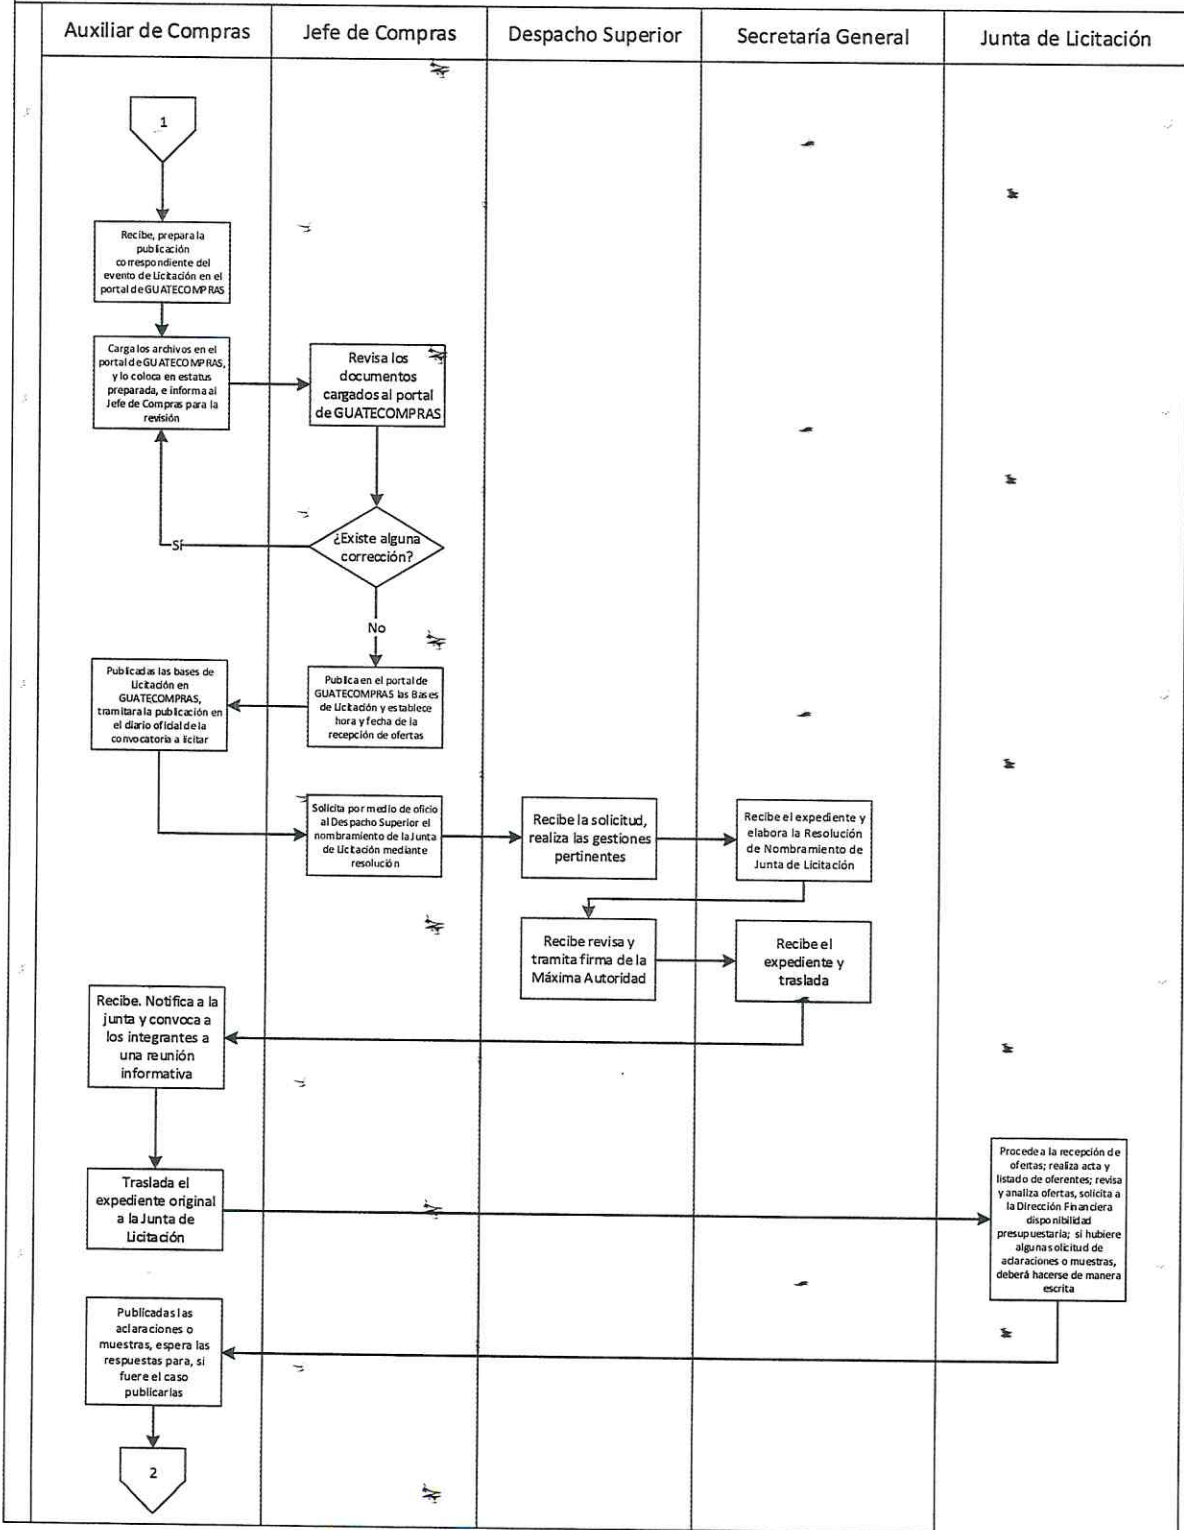 Auxiliar de Compras
Jefe de Compras
Despacho Superior
Secretaría General
Junta de Licitación
1
Recibe, prepara la
publicación
correspondiente del
evento de Licitación en el
portal de GUATECOMPRAS
Carga los archivos en el
portal de GUATECOMPRAS,
y lo coloca en estatus
preparada, e informa al
Jefe de Compras para la
revisión
Revisa los
documentos
cargados al portal
de GUATECOMPRAS
¿Existe alguna
corrección?
Sí
No
Publica en el portal de
GUATECOMPRAS las Bases
de Licitación y establece
hora y fecha de la
recepción de ofertas
Publicadas las bases de
Licitación en
GUATECOMPRAS,
tramitara la publicación en
el diario oficial de la
convocatoria a licitar
Solicita por medio de oficio
al Despacho Superior el
nombramiento de la Junta
de Licitación mediante
resolución
Recibe la solicitud,
realiza las gestiones
pertinentes
Recibe el expediente y
elabora la Resolución
de Nombramiento de
Junta de Licitación
Recibe revisa y
tramita firma de la
Máxima Autoridad
Recibe el
expediente y
traslada
Recibe. Notifica a la
junta y convoca a
los integrantes a
una reunión
informativa
Traslada el
expediente original
a la Junta de
Licitación
Procede a la recepción de
ofertas; realiza acta y
listado de oferentes; revisa
y analiza ofertas, solicita a
la Dirección Financiera
disponibilidad
presupuestaria; si hubiere
alguna solicitud de
aclaraciones o muestras,
deberá hacerse de manera
escrita
Publicadas las
aclaraciones o
muestras, espera las
respuestas para, si
fuere el caso
publicarlas
2